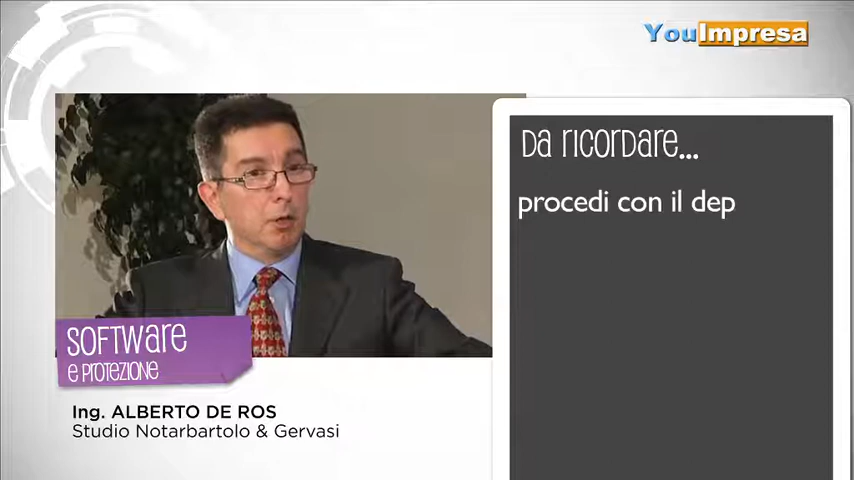 YouImpresa
Da ricordare...
procedi con il dep
SOFTWare
e PrOTeZIONe
Ing. ALBERTO DE ROS
Studio Notarbartolo & Gervasi